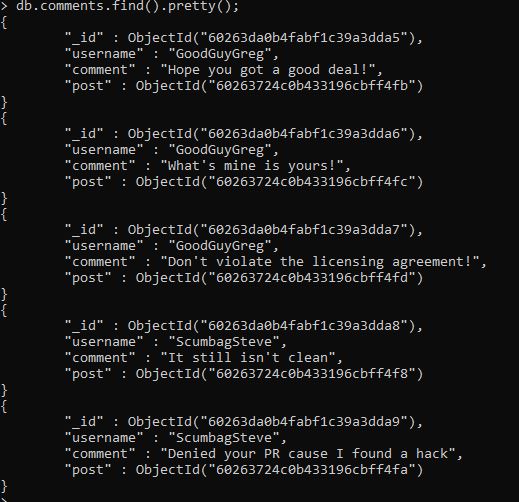 > db.comments.find().pretty();
{
"_id" : ObjectId("60263da0b4fabf1c39a3dda5"),
"username" : "GoodGuyGreg",
"comment" : "Hope you got a good deal!",
"post" : ObjectId("60263724c0b433196cbff4fb")
}
{
"_id" : ObjectId("60263da0b4fabf1c39a3dda6"),
"username" : "GoodGuyGreg",
"comment" : "What's mine is yours!",
"post" : ObjectId("60263724c0b433196cbff4fc")
}
{
"_id" : ObjectId("60263da0b4fabf1c39a3dda7"),
"username" : "GoodGuyGreg",
"comment" : "Don't violate the licensing agreement!",
"post" : ObjectId("60263724c0b433196cbff4fd")
}
{
"_id" : ObjectId("60263da0b4fabf1c39a3dda8"),
"username" : "ScumbagSteve",
"comment" : "It still isn't clean",
"post" : ObjectId("60263724c0b433196cbff4f8")
}
{
"_id" : ObjectId("60263da0b4fabf1c39a3dda9"),
"username" : "ScumbagSteve",
"comment" : "Denied your PR cause I found a hack",
"post" : ObjectId("60263724c0b433196cbff4fa")
}
>